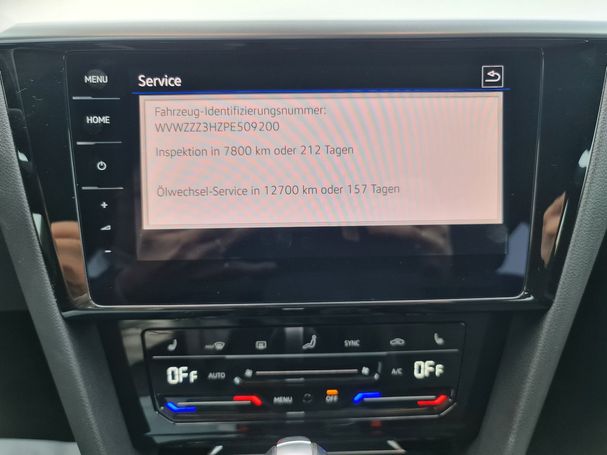 MENU
Service
Fahrzeug-Identifizierungsnummer:
WVWZZZ3HZPE509200
HOME
Inspektion in 7800 km oder 212 Tagen
Ölwechsel-Service in 12700 km oder 157 Tagen
+
-
SYNC
OFF
AUTO
A/C
OFF
MENU
OFF